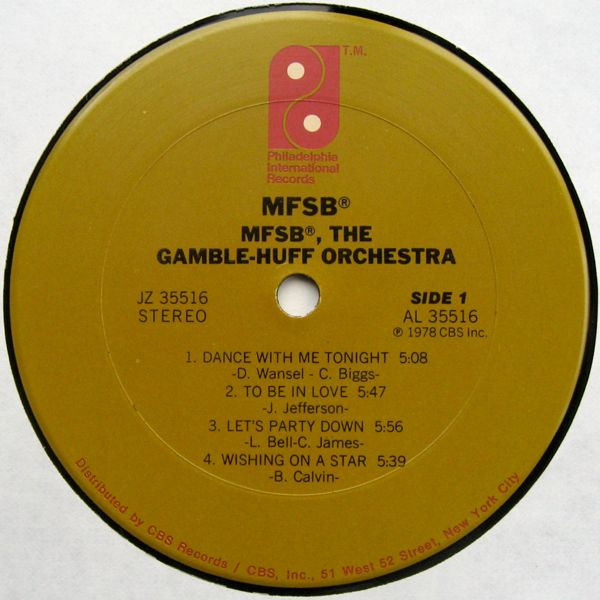 T.M.
Philadelphia
International
Records
MFSB®
MFSB®, THE
GAMBLE-HUFF ORCHESTRA
JZ 35516
STEREO
SIDE 1
AL 35516
℗ 1978 CBS Inc.
1. DANCE WITH ME TONIGHT 5:08
-D. Wansel - C. Biggs-
2. TO BE IN LOVE 5:47
-J. Jefferson-
3. LET'S PARTY DOWN 5:56
-L. Bell-C. James-
4. WISHING ON A STAR 5:39
-B. Calvin-
Distributed by CBS Records / CBS, Inc., 51 West 52 Street, New York City